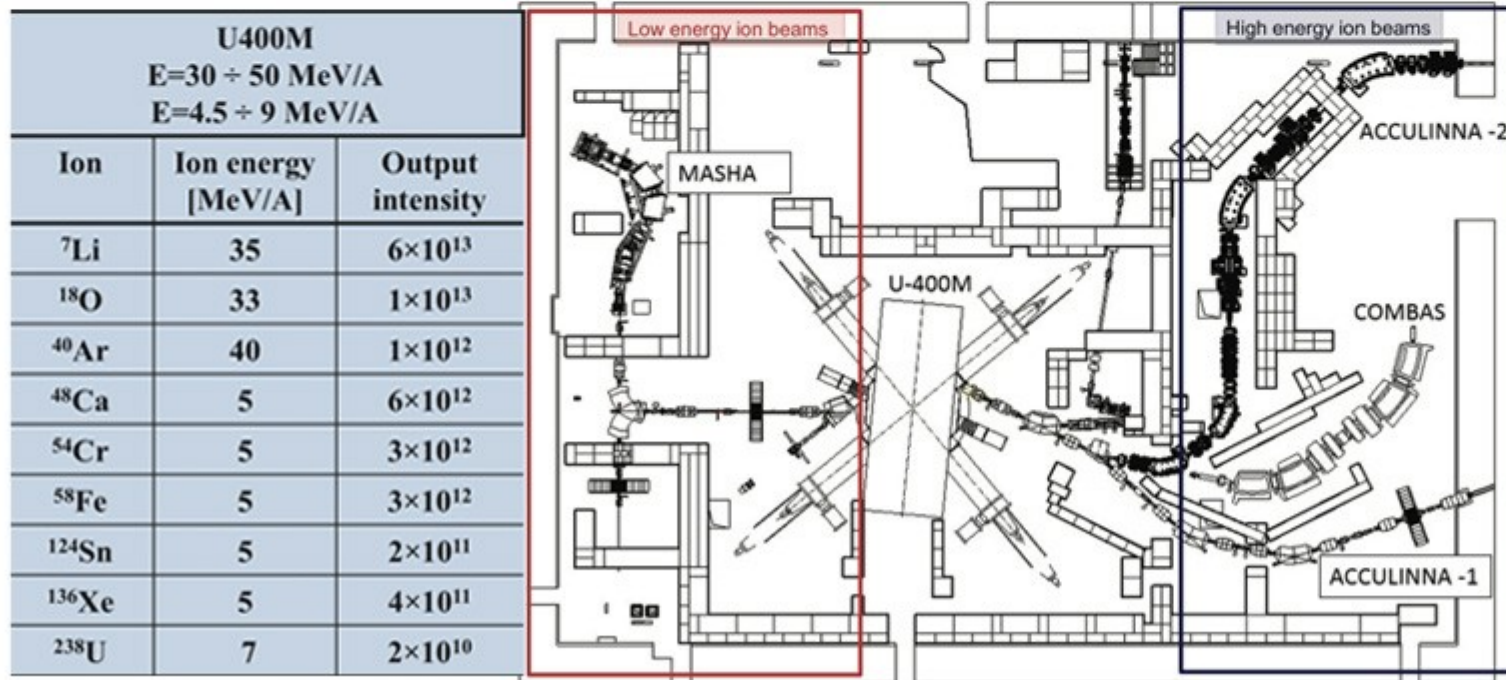 U400M
E=30 ÷ 50 MeV/A
E=4.5 ÷ 9 MeV/A
Ion Ion energy [MeV/A] Output intensity
⁷Li 35 6×10¹³
¹⁸O 33 1×10¹³
⁴⁰Ar 40 1×10¹²
⁴⁸Ca 5 6×10¹²
⁵⁴Cr 5 3×10¹²
⁵⁸Fe 5 3×10¹²
¹²⁴Sn 5 2×10¹¹
¹³⁶Xe 5 4×10¹¹
²³⁸U 7 2×10¹⁰
Low energy ion beams
High energy ion beams
MASHA
ACCULINNA -2
U-400M
COMBAS
ACCULINNA -1